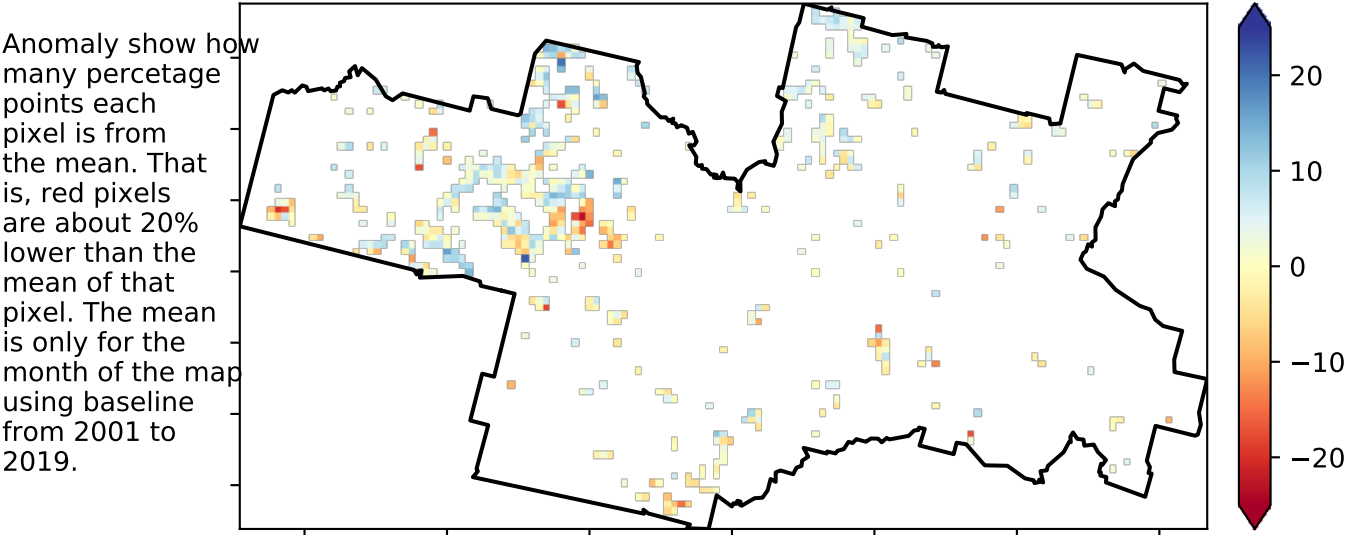 Anomaly show how
many percetage
points each
pixel is from
the mean. That
is, red pixels
are about 20%
lower than the
mean of that
pixel. The mean
is only for the
month of the map
using baseline
from 2001 to
2019.
20
10
0
−10
−20